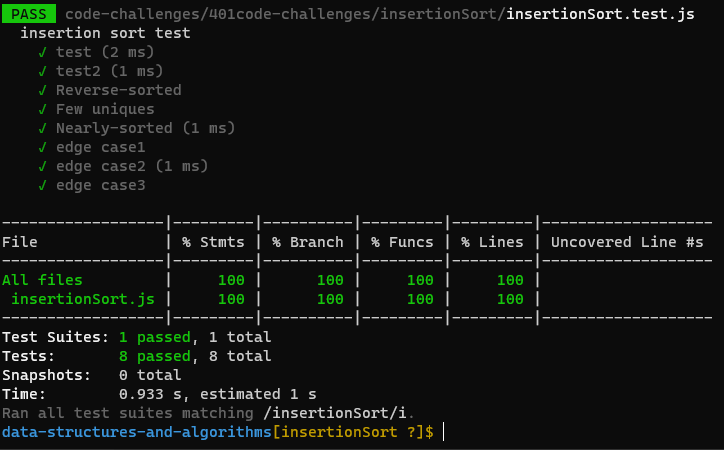 PASS code-challenges/401code-challenges/insertionSort/insertionSort.test.js
insertion sort test
√ test (2 ms)
√ test2 (1 ms)
√ Reverse-sorted
√ Few uniques
√ Nearly-sorted (1 ms)
√ edge case1
√ edge case2 (1 ms)
√ edge case3
------------------|---------|----------|---------|---------|-------------------
File              | % Stmts | % Branch | % Funcs | % Lines | Uncovered Line #s
------------------|---------|----------|---------|---------|-------------------
All files         |     100 |      100 |     100 |     100 |
 insertionSort.js |     100 |      100 |     100 |     100 |
------------------|---------|----------|---------|---------|-------------------
Test Suites: 1 passed, 1 total
Tests:       8 passed, 8 total
Snapshots:   0 total
Time:        0.933 s, estimated 1 s
Ran all test suites matching /insertionSort/i.
data-structures-and-algorithms[insertionSort ?]$